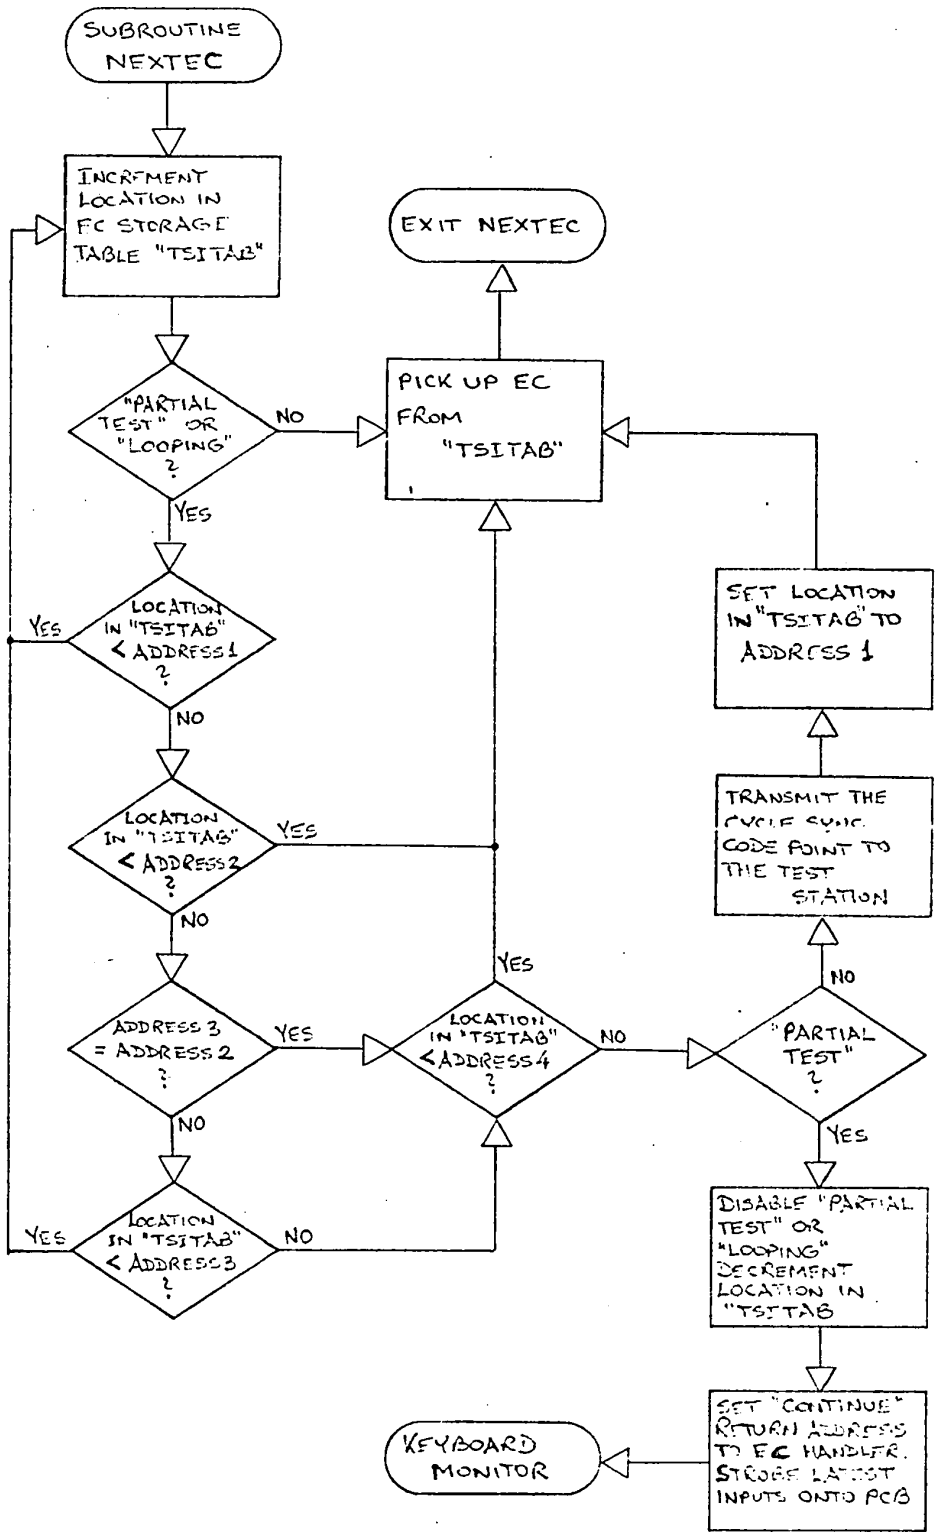 SUBROUTINE
NEXTEC
INCREMENT
LOCATION IN
EC STORAGE
TABLE "TSITAB"
EXIT NEXTEC
"PARTIAL
TEST" OR
"LOOPING"
?
NO
YES
PICK UP EC
FROM
"TSITAB"
LOCATION
IN "TSITAB"
< ADDRESS 1
?
YES
NO
SET LOCATION
IN "TSITAB" TO
ADDRESS 1
LOCATION
IN "TSITAB"
< ADDRESS 2
?
YES
NO
TRANSMIT THE
CYCLE SYNC.
CODE POINT TO
THE TEST
STATION
ADDRESS 3
= ADDRESS 2
?
YES
NO
LOCATION
IN "TSITAB"
< ADDRESS 4
?
YES
NO
"PARTIAL
TEST"
?
NO
YES
LOCATION
IN "TSITAB"
< ADDRESS 3
?
YES
NO
DISABLE "PARTIAL
TEST" OR
"LOOPING"
DECREMENT
LOCATION IN
"TSITAB
SET "CONTINUE"
RETURN ADDRESS
TO EC HANDLER.
STROBE LATEST
INPUTS ONTO PCB
KEYBOARD
MONITOR